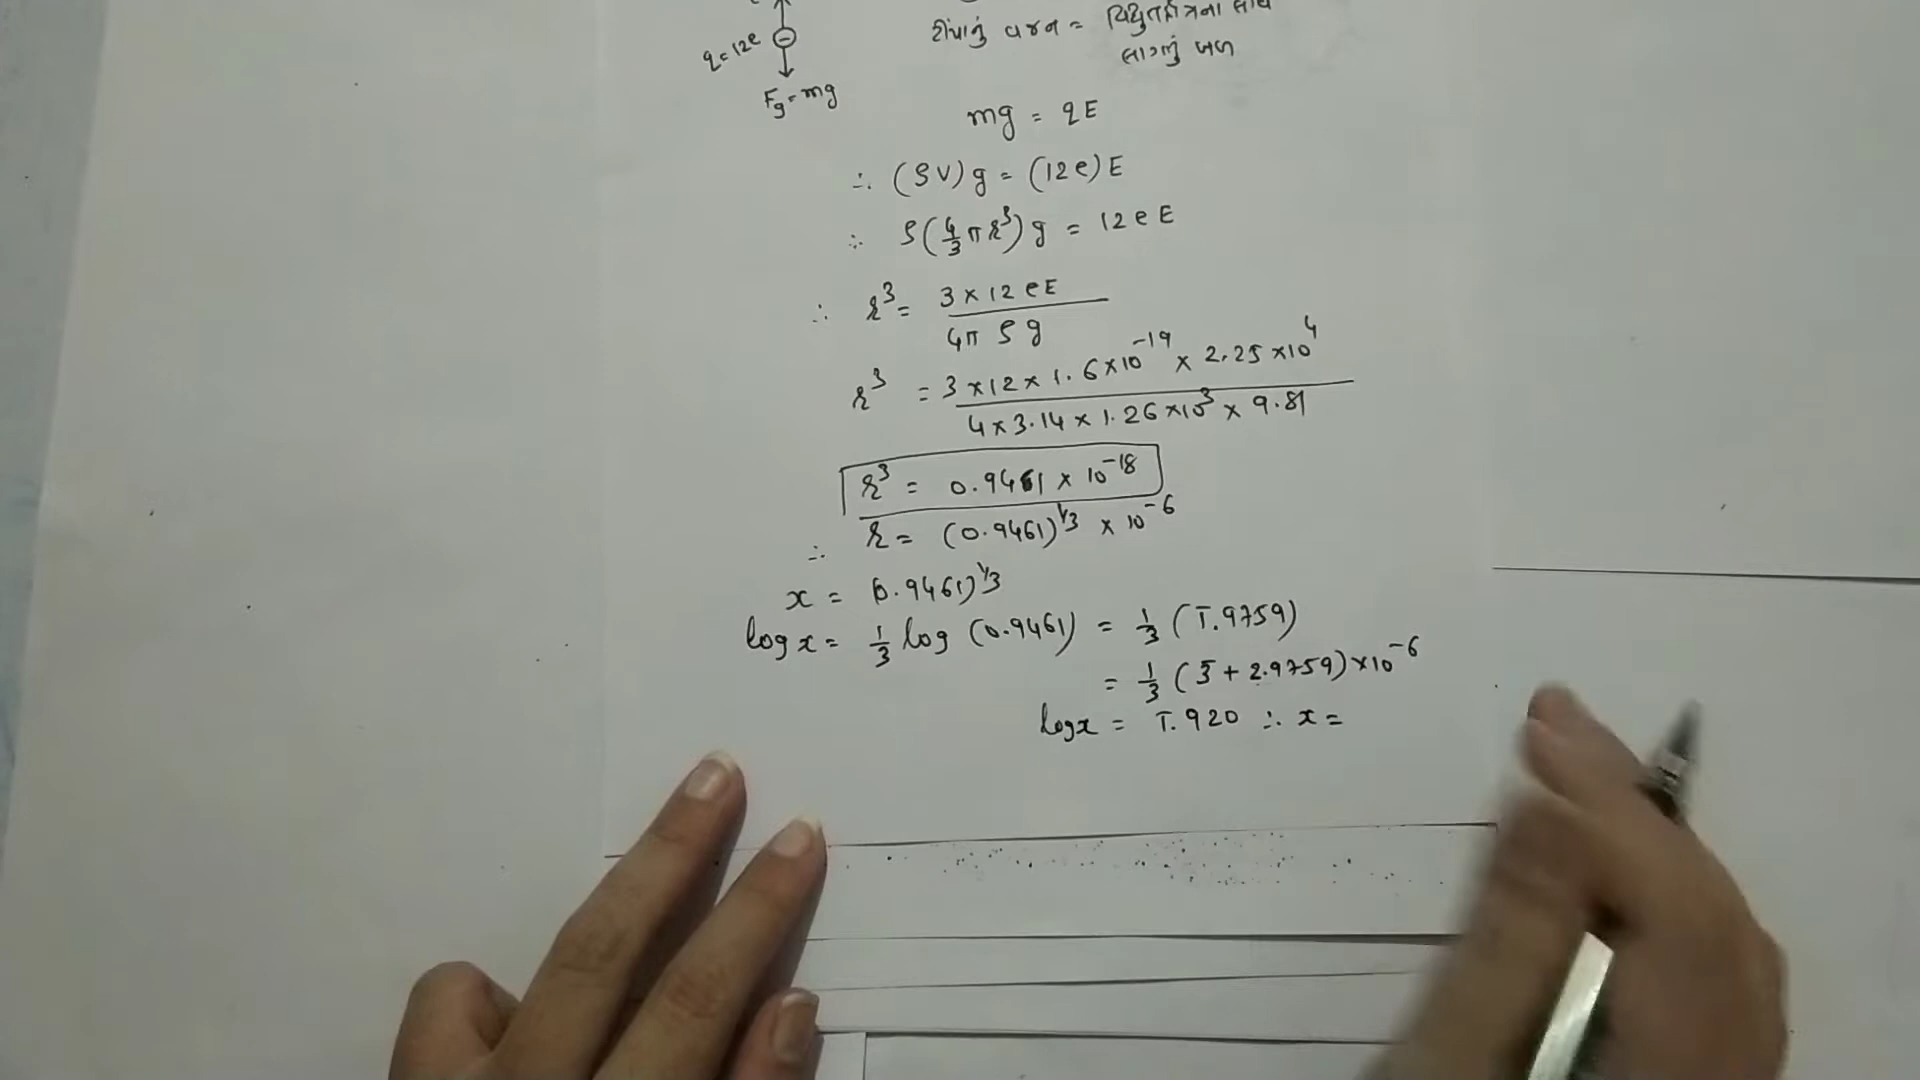 q=12e
Fg=mg
ટીપાનું વજન = વિદ્યુતક્ષેત્રના લીધે
લાગતું બળ
mg = qE
∴ (ρV)g = (12e)E
∴ ρ(4/3 πr³)g = 12eE
∴ r³ = 3×12eE / 4πρg
r³ = 3×12×1.6×10⁻¹⁹ × 2.25×10⁴ / 4×3.14×1.26×10³ × 9.81
r³ = 0.9461 × 10⁻¹⁸
∴ r = (0.9461)^1/3 × 10⁻⁶
x = (0.9461)^1/3
log x = 1/3 log (0.9461) = 1/3 (1̅.9759)
= 1/3 (3̅ + 2.9759)×10⁻⁶
log x = 1̅.920 ∴ x =